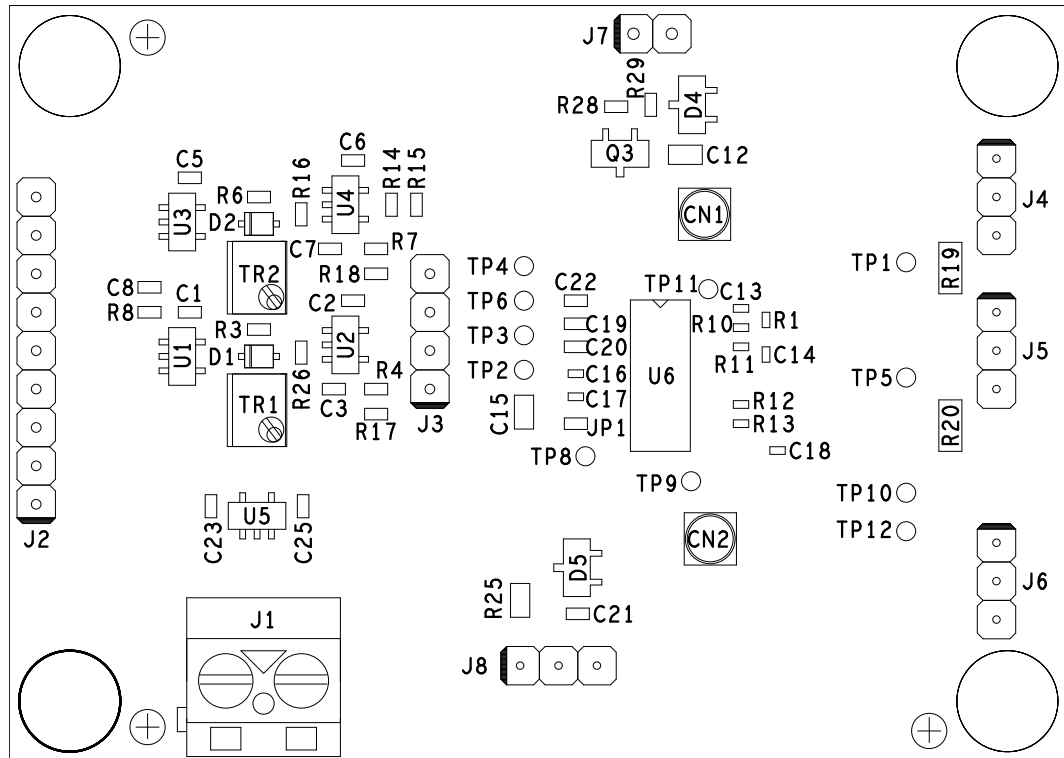 J7
R29
R28
D4
Q3
C12
C6
C5
R16
R14
R15
R6
U4
U3
D2
CN1
J4
C7
R7
TP4
TP1
R19
TR2
R18
TP11
C8
C13
TP6
C22
C2
R8
C1
R10
R1
R3
TP3
C19
U1
D1
U2
C20
R11
C14
J5
R26
TP2
C16
U6
TP5
R4
TR1
C3
C17
R12
C15
J3
R17
JP1
R13
R20
TP8
C18
TP9
TP10
C23
U5
C25
TP12
J2
CN2
D5
J6
R25
C21
J1
J8